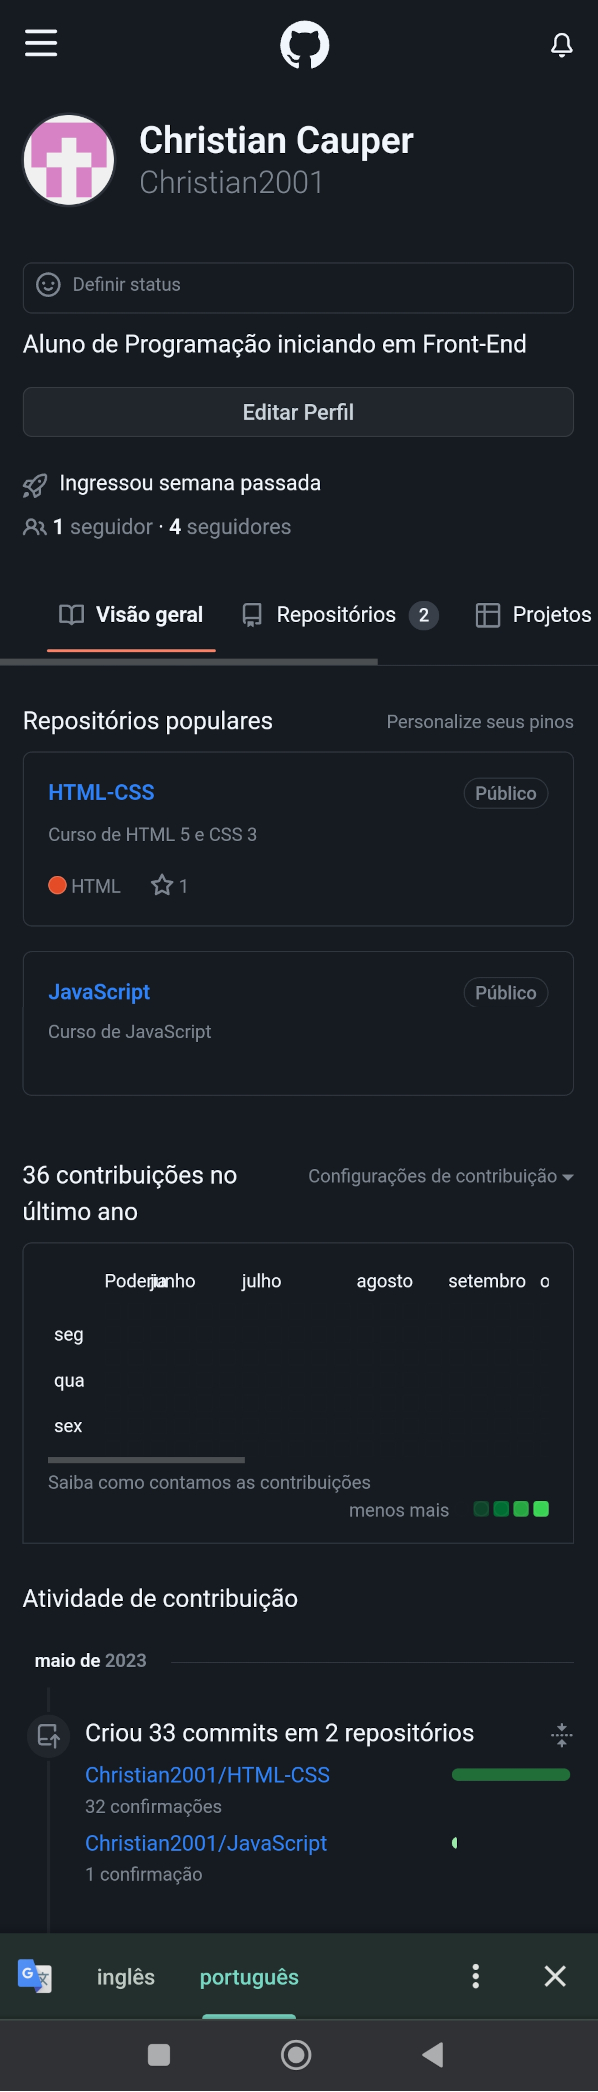 Christian Cauper
Christian2001
Definir status
Aluno de Programação iniciando em Front-End
Editar Perfil
Ingressou semana passada
1 seguidor · 4 seguidores
Visão geral Repositórios 2 Projetos
Repositórios populares Personalize seus pinos
HTML-CSS Público
Curso de HTML 5 e CSS 3
HTML 1
JavaScript Público
Curso de JavaScript
36 contribuições no Configurações de contribuição
último ano
Poderia junho julho agosto setembro o
seg
qua
sex
Saiba como contamos as contribuições
menos mais
Atividade de contribuição
maio de 2023
Criou 33 commits em 2 repositórios
Christian2001/HTML-CSS
32 confirmações
Christian2001/JavaScript
1 confirmação
inglês português